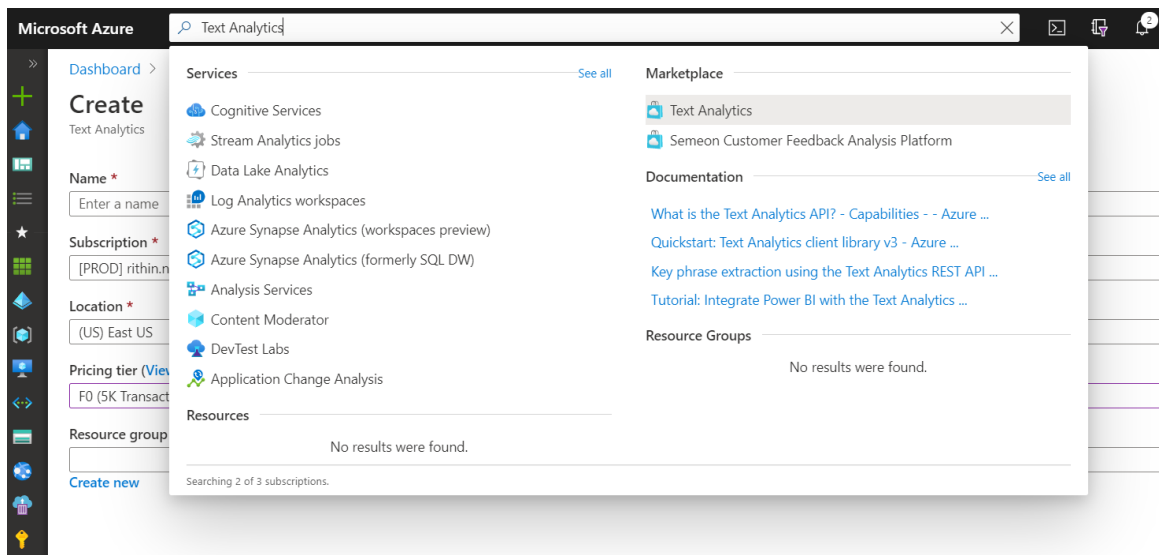 Microsoft Azure
Text Analytics
2
Dashboard >
Create
Text Analytics
Name *
Enter a name
Subscription *
[PROD] rithin.n
Location *
(US) East US
Pricing tier (Viev
F0 (5K Transact
Resource group
Create new
Services
See all
Cognitive Services
Stream Analytics jobs
Data Lake Analytics
Log Analytics workspaces
Azure Synapse Analytics (workspaces preview)
Azure Synapse Analytics (formerly SQL DW)
Analysis Services
Content Moderator
DevTest Labs
Application Change Analysis
Resources
No results were found.
Searching 2 of 3 subscriptions.
Marketplace
Text Analytics
Semeon Customer Feedback Analysis Platform
Documentation
See all
What is the Text Analytics API? - Capabilities - - Azure ...
Quickstart: Text Analytics client library v3 - Azure ...
Key phrase extraction using the Text Analytics REST API ...
Tutorial: Integrate Power BI with the Text Analytics ...
Resource Groups
No results were found.